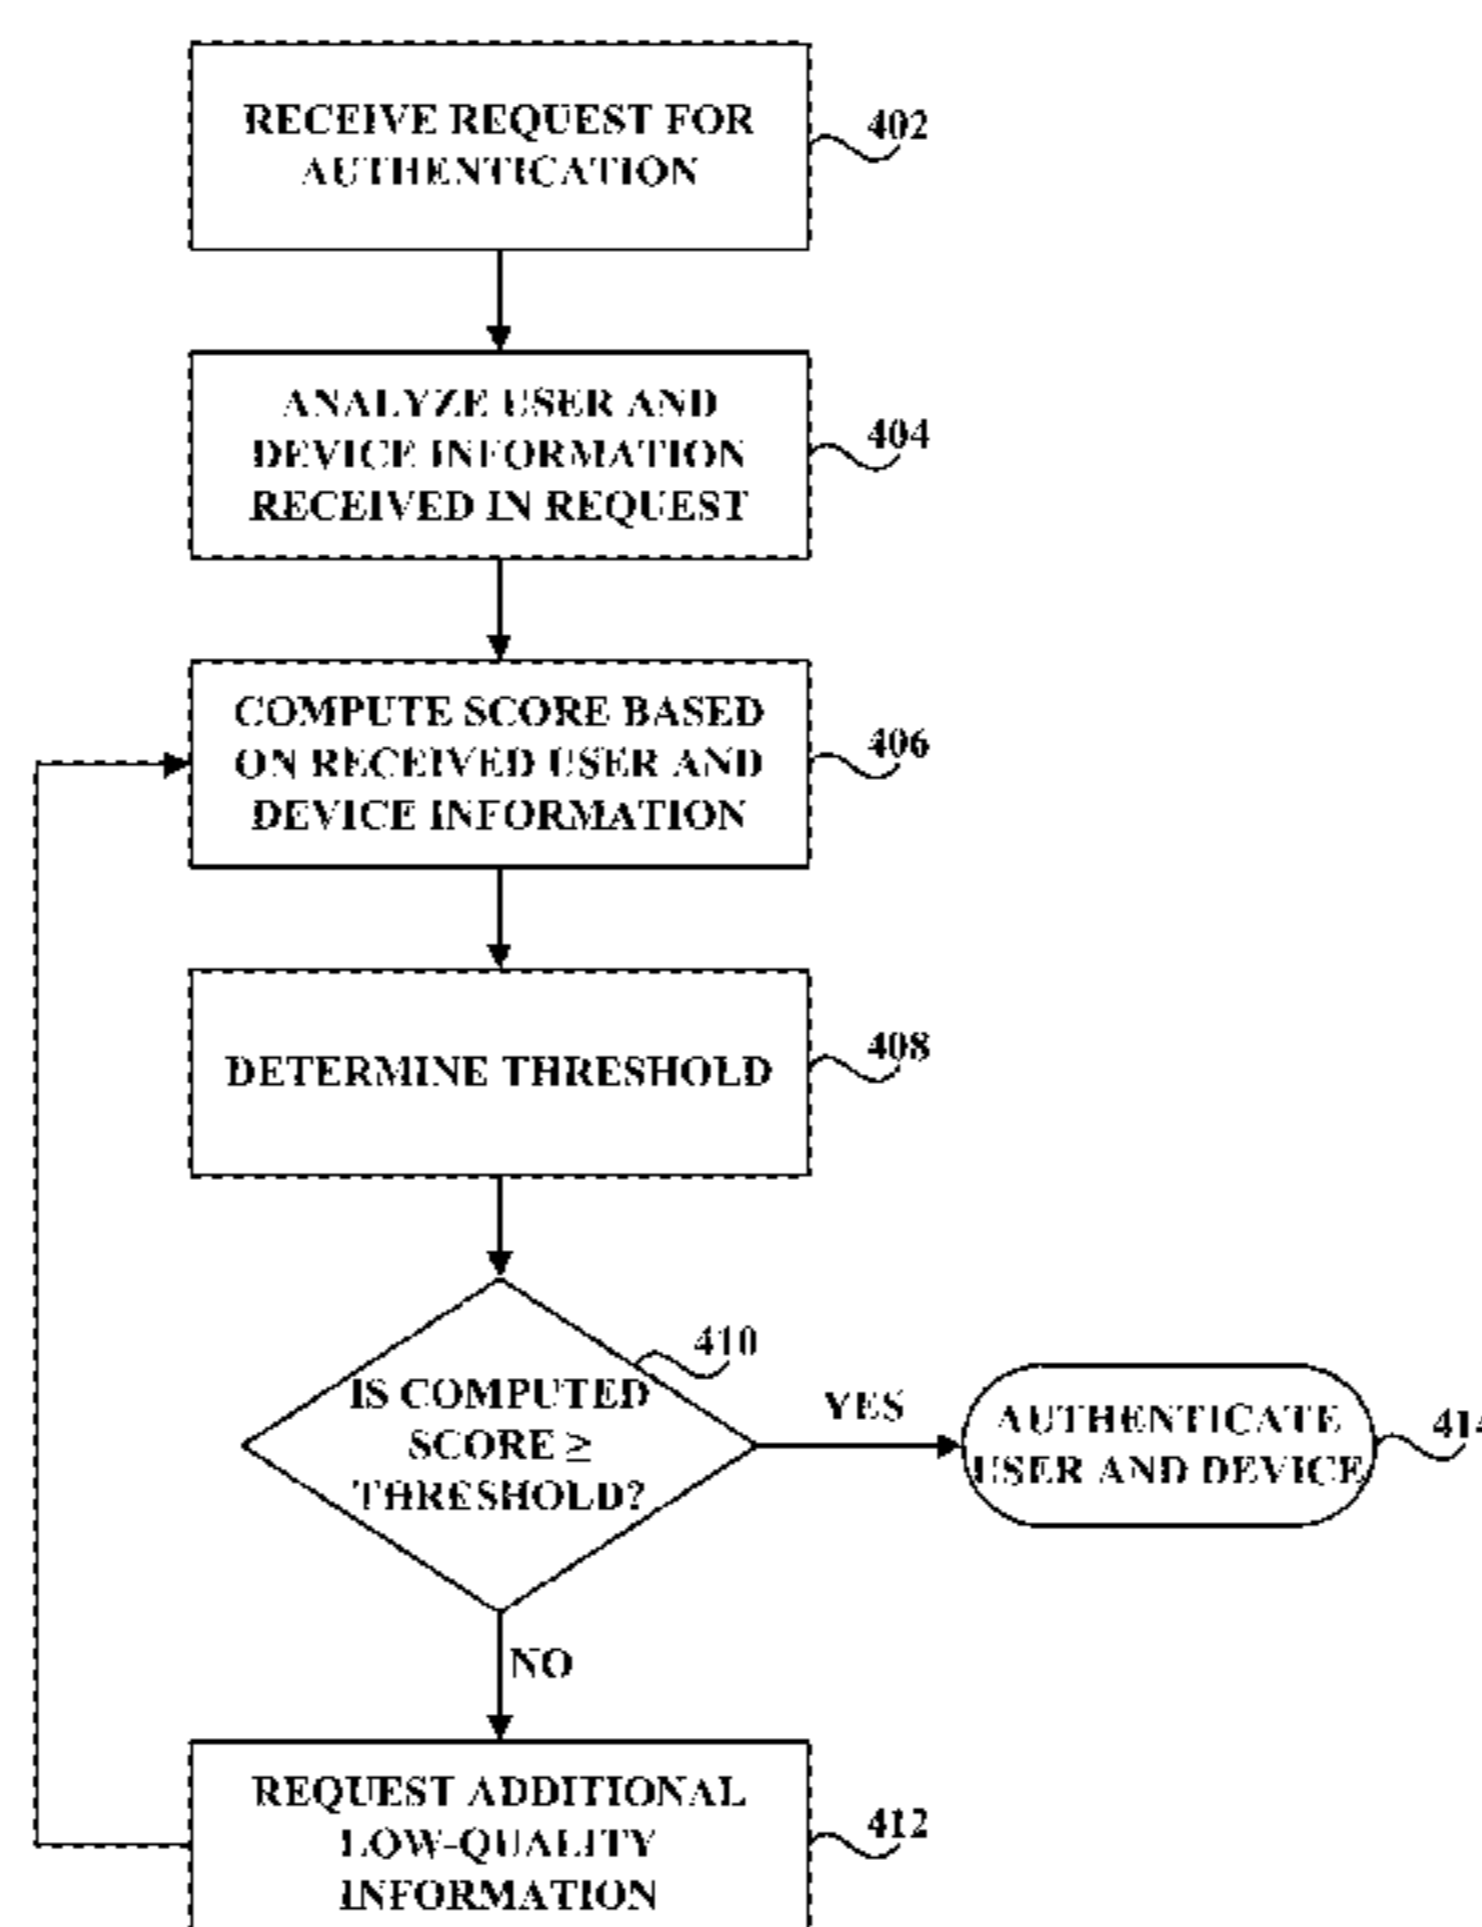 RECEIVE REQUEST FOR
AUTHENTICATION
402
ANALYZE USER AND
DEVICE INFORMATION
RECEIVED IN REQUEST
404
COMPUTE SCORE BASED
ON RECEIVED USER AND
DEVICE INFORMATION
406
DETERMINE THRESHOLD
408
IS COMPUTED
SCORE ≥
THRESHOLD?
410
YES
AUTHENTICATE
USER AND DEVICE
414
NO
REQUEST ADDITIONAL
LOW-QUALITY
INFORMATION
412